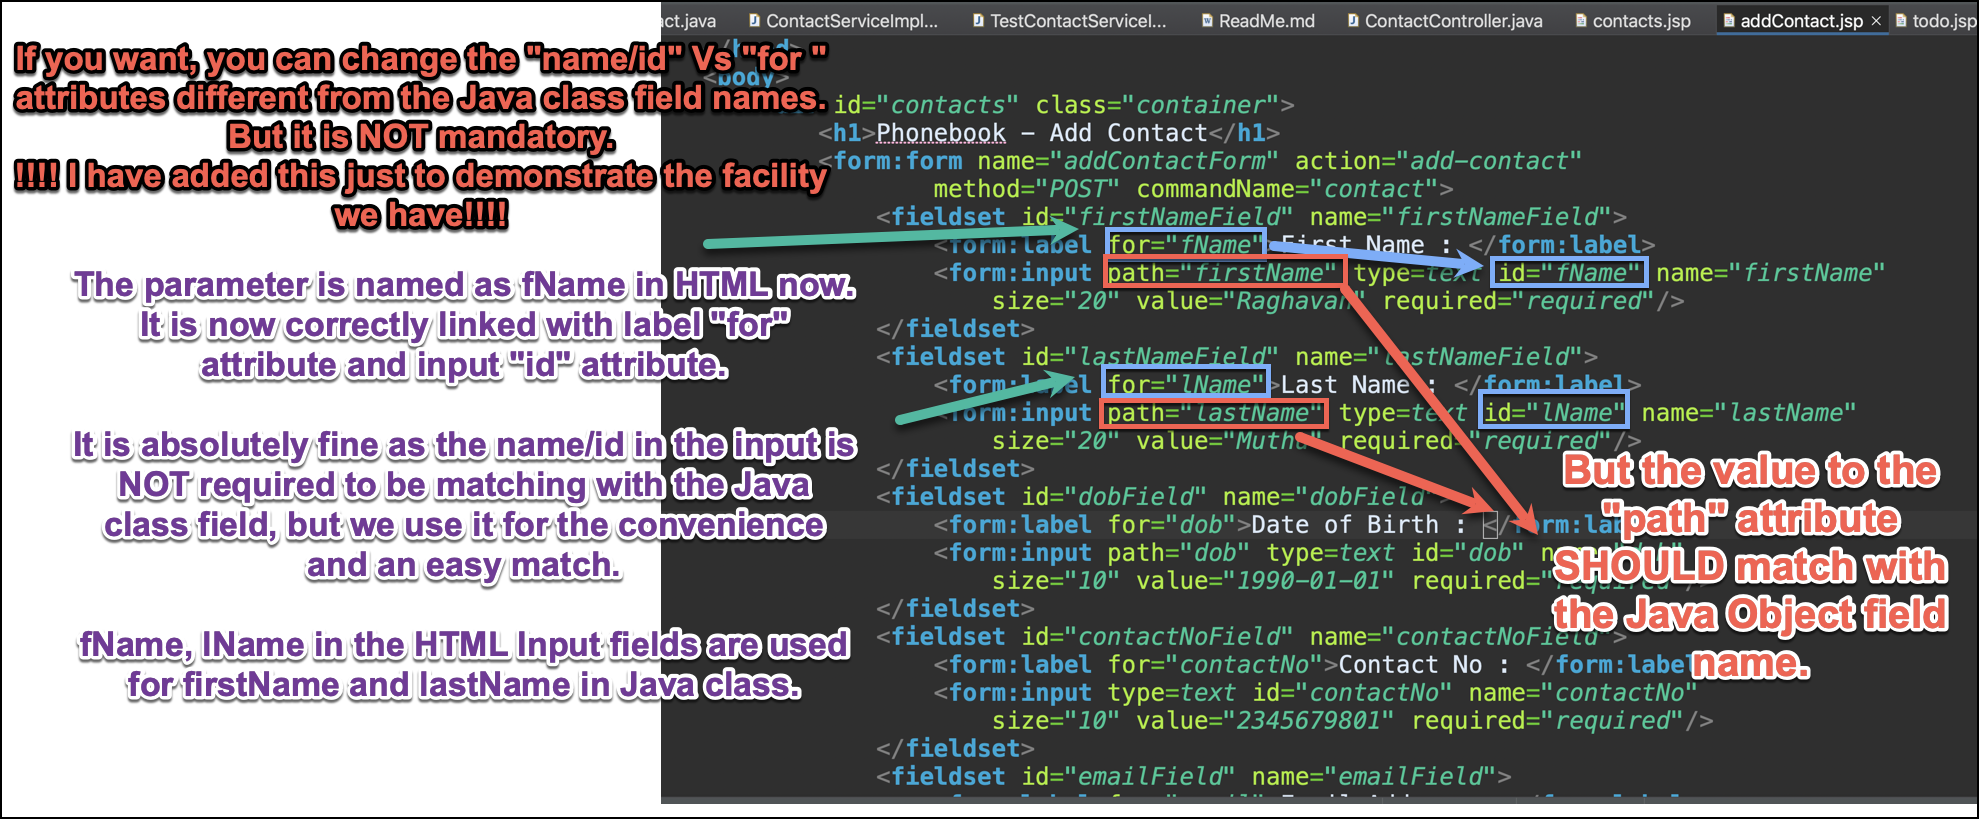 If you want, you can change the "name/id" Vs "for "
attributes different from the Java class field names.
But it is NOT mandatory.
!!!! I have added this just to demonstrate the facility
we have!!!!
The parameter is named as fName in HTML now.
It is now correctly linked with label "for"
attribute and input "id" attribute.
It is absolutely fine as the name/id in the input is
NOT required to be matching with the Java
class field, but we use it for the convenience
and an easy match.
fName, lName in the HTML Input fields are used
for firstName and lastName in Java class.
act.java ContactServiceImpl... TestContactServiceI... ReadMe.md ContactController.java contacts.jsp addContact.jsp todo.jsp
</head>
<body>
id="contacts" class="container">
<h1>Phonebook - Add Contact</h1>
<form:form name="addContactForm" action="add-contact"
method="POST" commandName="contact">
<fieldset id="firstNameField" name="firstNameField">
<form:label for="fName">First Name : </form:label>
<form:input path="firstName" type=text id="fName" name="firstName"
size="20" value="Raghavan" required="required"/>
</fieldset>
<fieldset id="lastNameField" name="lastNameField">
<form:label for="lName">Last Name : </form:label>
<form:input path="lastName" type=text id="lName" name="lastName"
size="20" value="Muthu" required="required"/>
</fieldset>
<fieldset id="dobField" name="dobField"
<form:label for="dob">Date of Birth : </form:lab
<form:input path="dob" type=text id="dob"
size="10" value="1990-01-01" required="required"/>
</fieldset>
<fieldset id="contactNoField" name="contactNoField">
<form:label for="contactNo">Contact No : </form:label
<form:input type=text id="contactNo" name="contactNo"
size="10" value="2345679801" required="required"/>
</fieldset>
<fieldset id="emailField" name="emailField">
But the value to the
"path" attribute
SHOULD match with
the Java Object field
name.